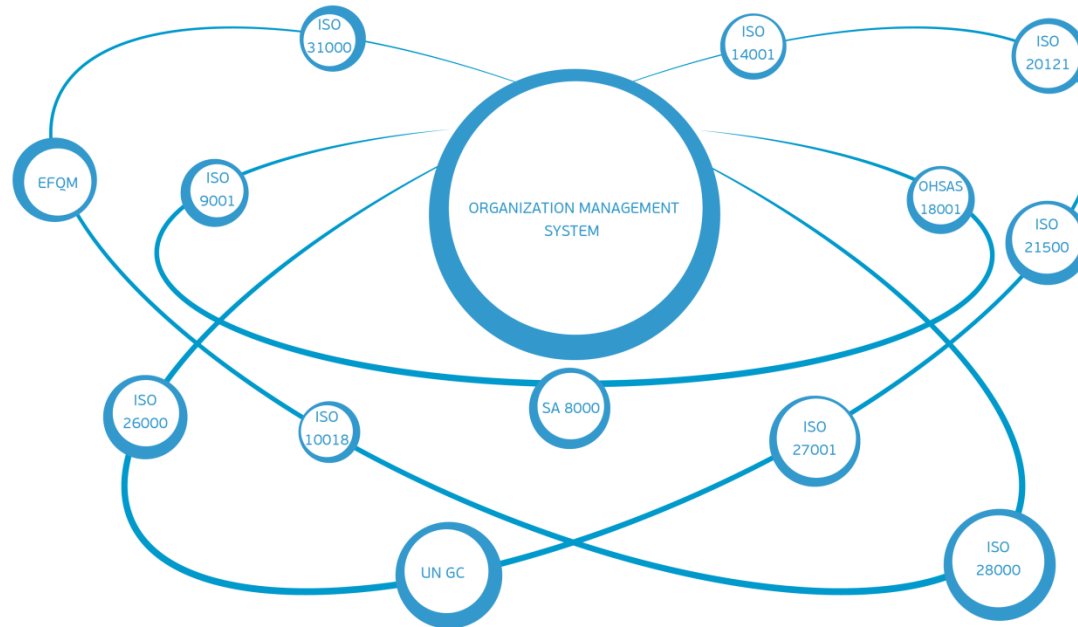 ISO
31000
ISO
14001
ISO
20121
EFQM
ISO
9001
ORGANIZATION MANAGEMENT
SYSTEM
OHSAS
18001
ISO
21500
ISO
26000
ISO
10018
SA 8000
ISO
27001
UN GC
ISO
28000